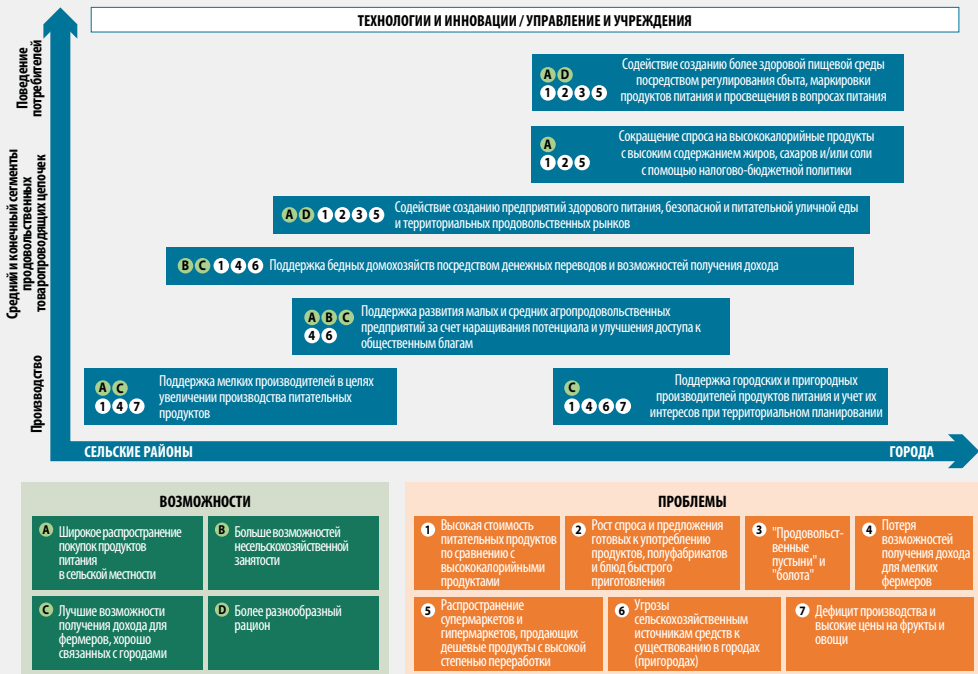 ТЕХНОЛОГИИ И ИННОВАЦИИ / УПРАВЛЕНИЕ И УЧРЕЖДЕНИЯ
Поведение
потребителей
Средний и конечный сегменты
продовольственных
товаропроводящих цепочек
Производство
A D
1 2 3 5
Содействие созданию более здоровой пищевой среды
посредством регулирования сбыта, маркировки
продуктов питания и просвещения в вопросах питания
A
1 2 5
Сокращение спроса на высококалорийные продукты
с высоким содержанием жиров, сахаров и/или соли
с помощью налогово-бюджетной политики
A D 1 2 3 5 Содействие созданию предприятий здорового питания, безопасной и питательной уличной еды
и территориальных продовольственных рынков
B C 1 4 6 Поддержка бедных домохозяйств посредством денежных переводов и возможностей получения дохода
A B C
4 6
Поддержка развития малых и средних агропродовольственных
предприятий за счет наращивания потенциала и улучшения доступа к
общественным благам
A C
1 4 7
Поддержка мелких производителей в целях
увеличении производства питательных
продуктов
C
1 4 6 7
Поддержка городских и пригородных
производителей продуктов питания и учет их
интересов при территориальном планировании
СЕЛЬСКИЕ РАЙОНЫ
ГОРОДА
ВОЗМОЖНОСТИ
A Широкое распространение
покупок продуктов
питания
в сельской местности
B Больше возможностей
несельскохозяйственной
занятости
C Лучшие возможности
получения дохода для
фермеров, хорошо
связанных с городами
D Более разнообразный
рацион
ПРОБЛЕМЫ
1 Высокая стоимость
питательных продуктов
по сравнению с
высококалорийными
продуктами
2 Рост спроса и предложения
готовых к употреблению
продуктов, полуфабрикатов
и блюд быстрого
приготовления
3 "Продовольст-
венные
пустыни" и
"болота"
4 Потеря
возможностей
получения дохода
для мелких
фермеров
5 Распространение
супермаркетов и
гипермаркетов, продающих
дешевые продукты с высокой
степенью переработки
6 Угрозы
сельскохозяйственным
источникам средств к
существованию в городах
(пригородах)
7 Дефицит производства и
высокие цены на фрукты и
овощи